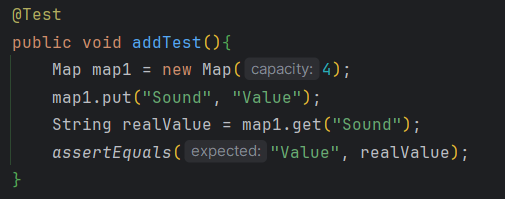 @Test
public void addTest(){
    Map map1 = new Map( capacity: 4);
    map1.put("Sound", "Value");
    String realValue = map1.get("Sound");
    assertEquals( expected: "Value", realValue);
}